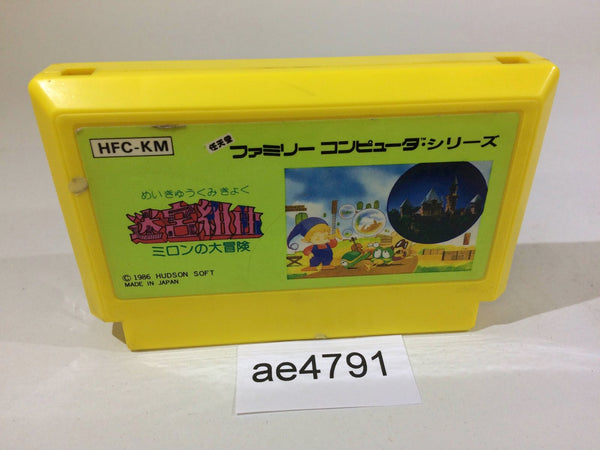 HFC-KM
任天堂 ファミリー コンピュータ™ シリーズ
めいきゅうくみきょく
迷宮組曲
ミロンの大冒険
© 1986 HUDSON SOFT
MADE IN JAPAN
ae4791